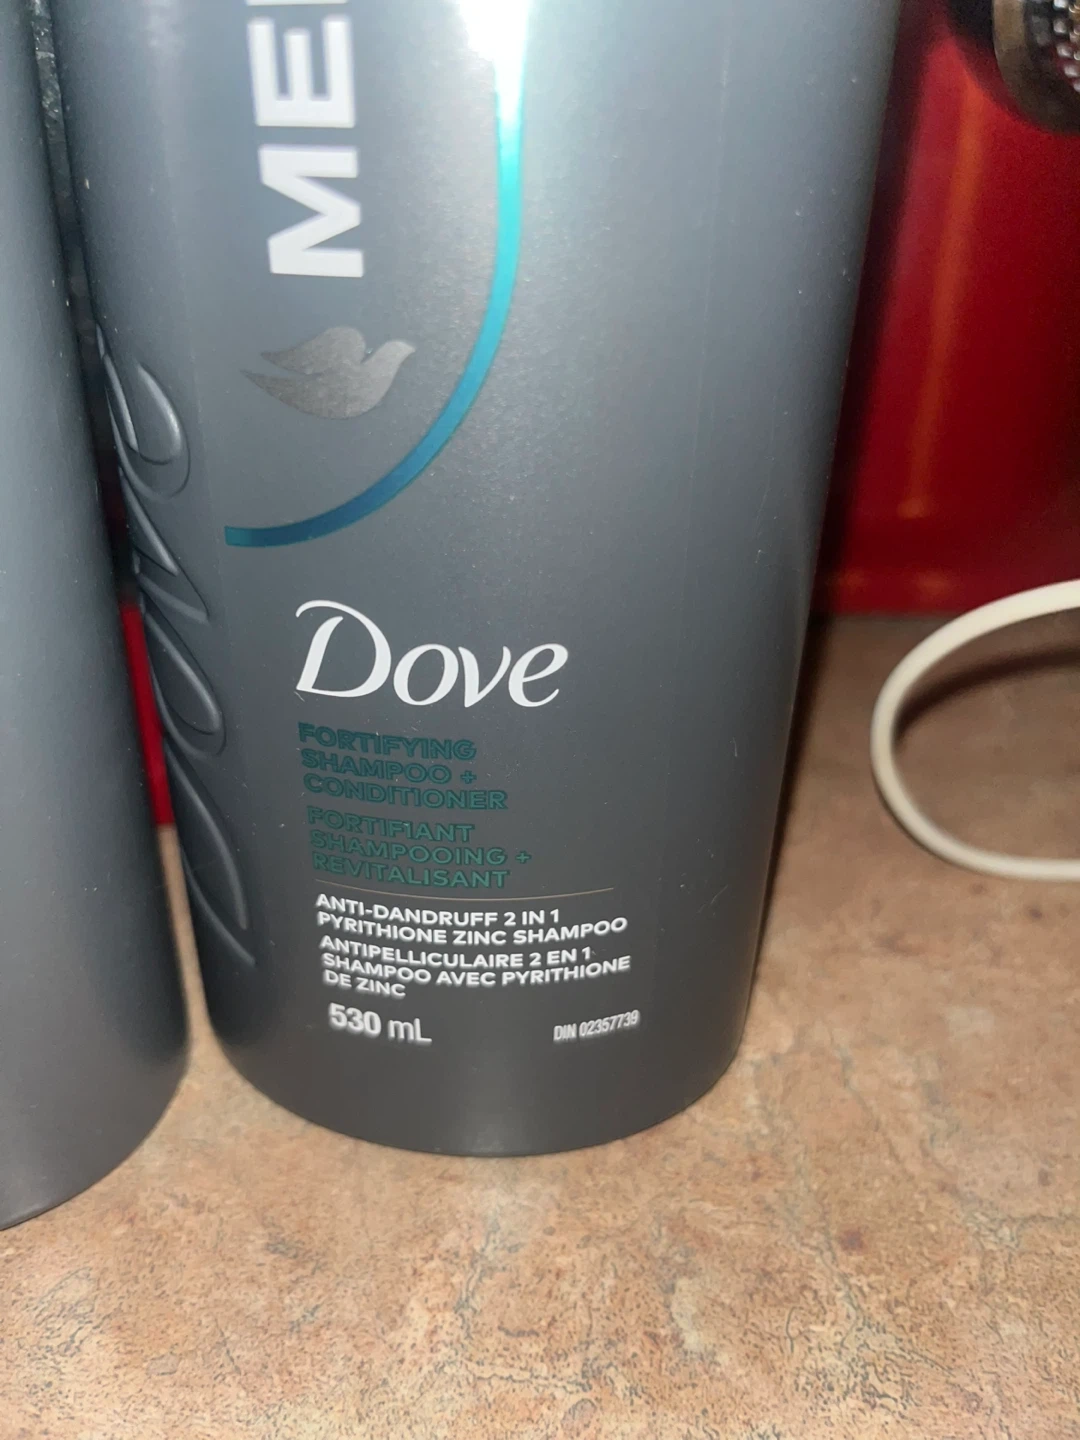 ME
Dove
FORTIFYING
SHAMPOO +
CONDITIONER
FORTIFIANT
SHAMPOOING +
REVITALISANT
ANTI-DANDRUFF 2 IN 1
PYRITHIONE ZINC SHAMPOO
ANTIPELLICULAIRE 2 EN 1
SHAMPOO AVEC PYRITHIONE
DE ZINC
530 mL
DIN 02357739